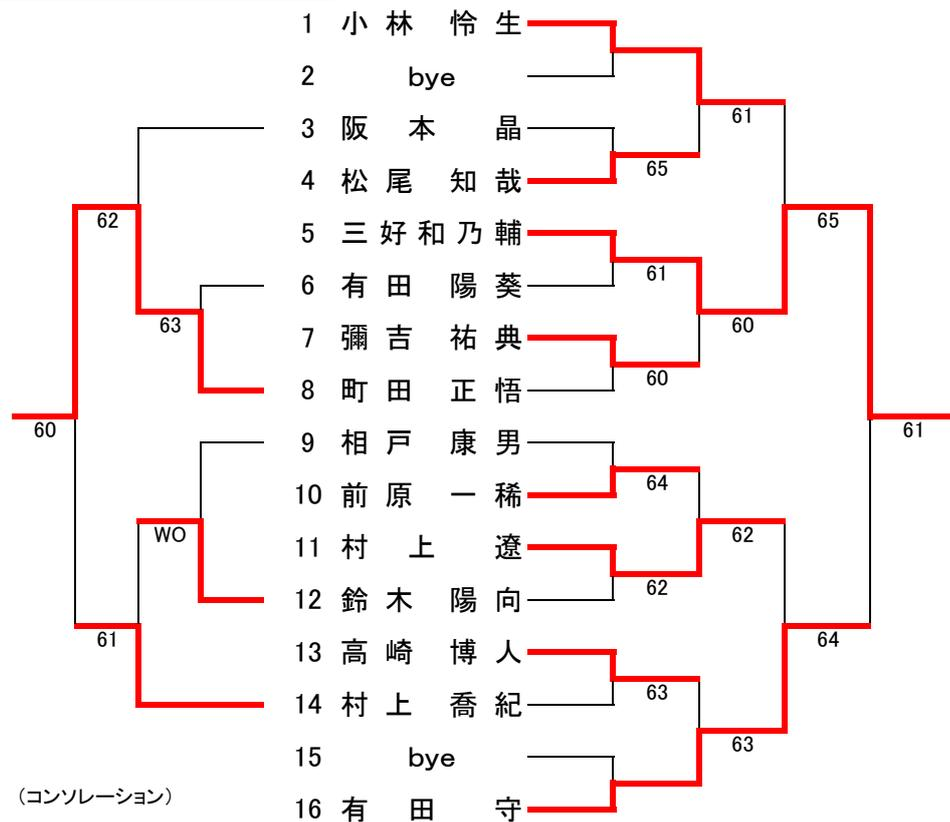 1 小林 怜生
2 bye
61
3 阪本 晶
65
4 松尾 知哉
62
65
5 三好和乃輔
61
6 有田 陽葵
63
60
7 彌吉 祐典
60
8 町田 正悟
60
61
9 相戸 康男
64
10 前原 一稀
WO
62
11 村上 遼
62
12 鈴木 陽向
61
64
13 高崎 博人
63
14 村上 喬紀
63
15 bye
(コンソレーション)
16 有田 守